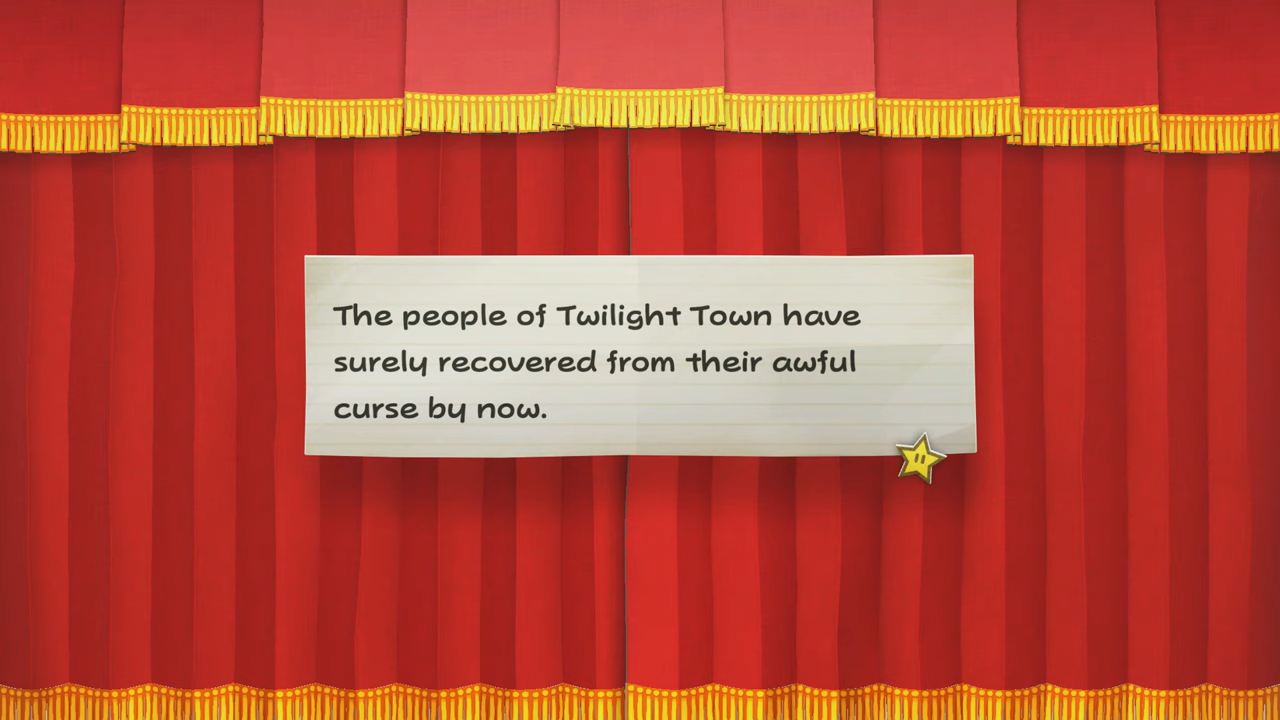 The people of Twilight Town have
surely recovered from their awful
curse by now.